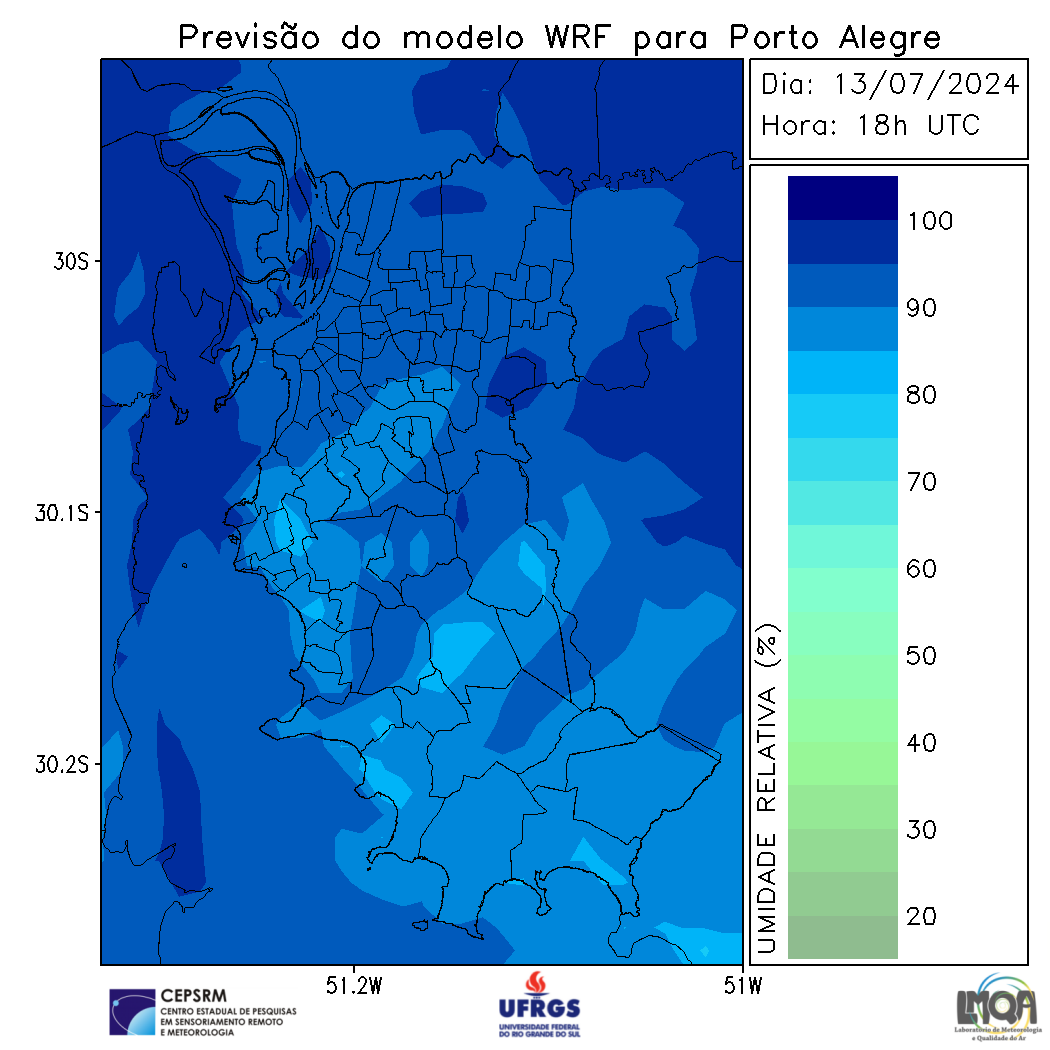 Previsão do modelo WRF para Porto Alegre
Dia: 13/07/2024
Hora: 18h UTC
30S
30.1S
30.2S
51.2W
51W
100
90
80
70
60
50
40
30
20
UMIDADE RELATIVA (%)
CEPSRM
CENTRO ESTADUAL DE PESQUISAS
EM SENSORIAMENTO REMOTO
E METEOROLOGIA
UFRGS
UNIVERSIDADE FEDERAL
DO RIO GRANDE DO SUL
LMQA
Laboratório de Meteorologia
e Qualidade do Ar